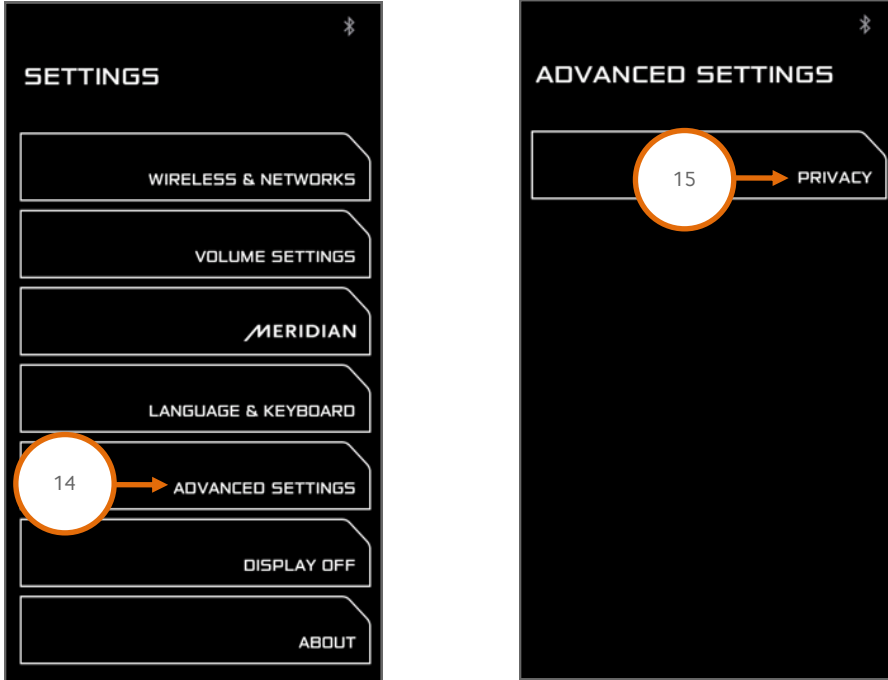 SETTINGS
WIRELESS & NETWORKS
VOLUME SETTINGS
MERIDIAN
LANGUAGE & KEYBOARD
14
ADVANCED SETTINGS
DISPLAY OFF
ABOUT
ADVANCED SETTINGS
15
PRIVACY